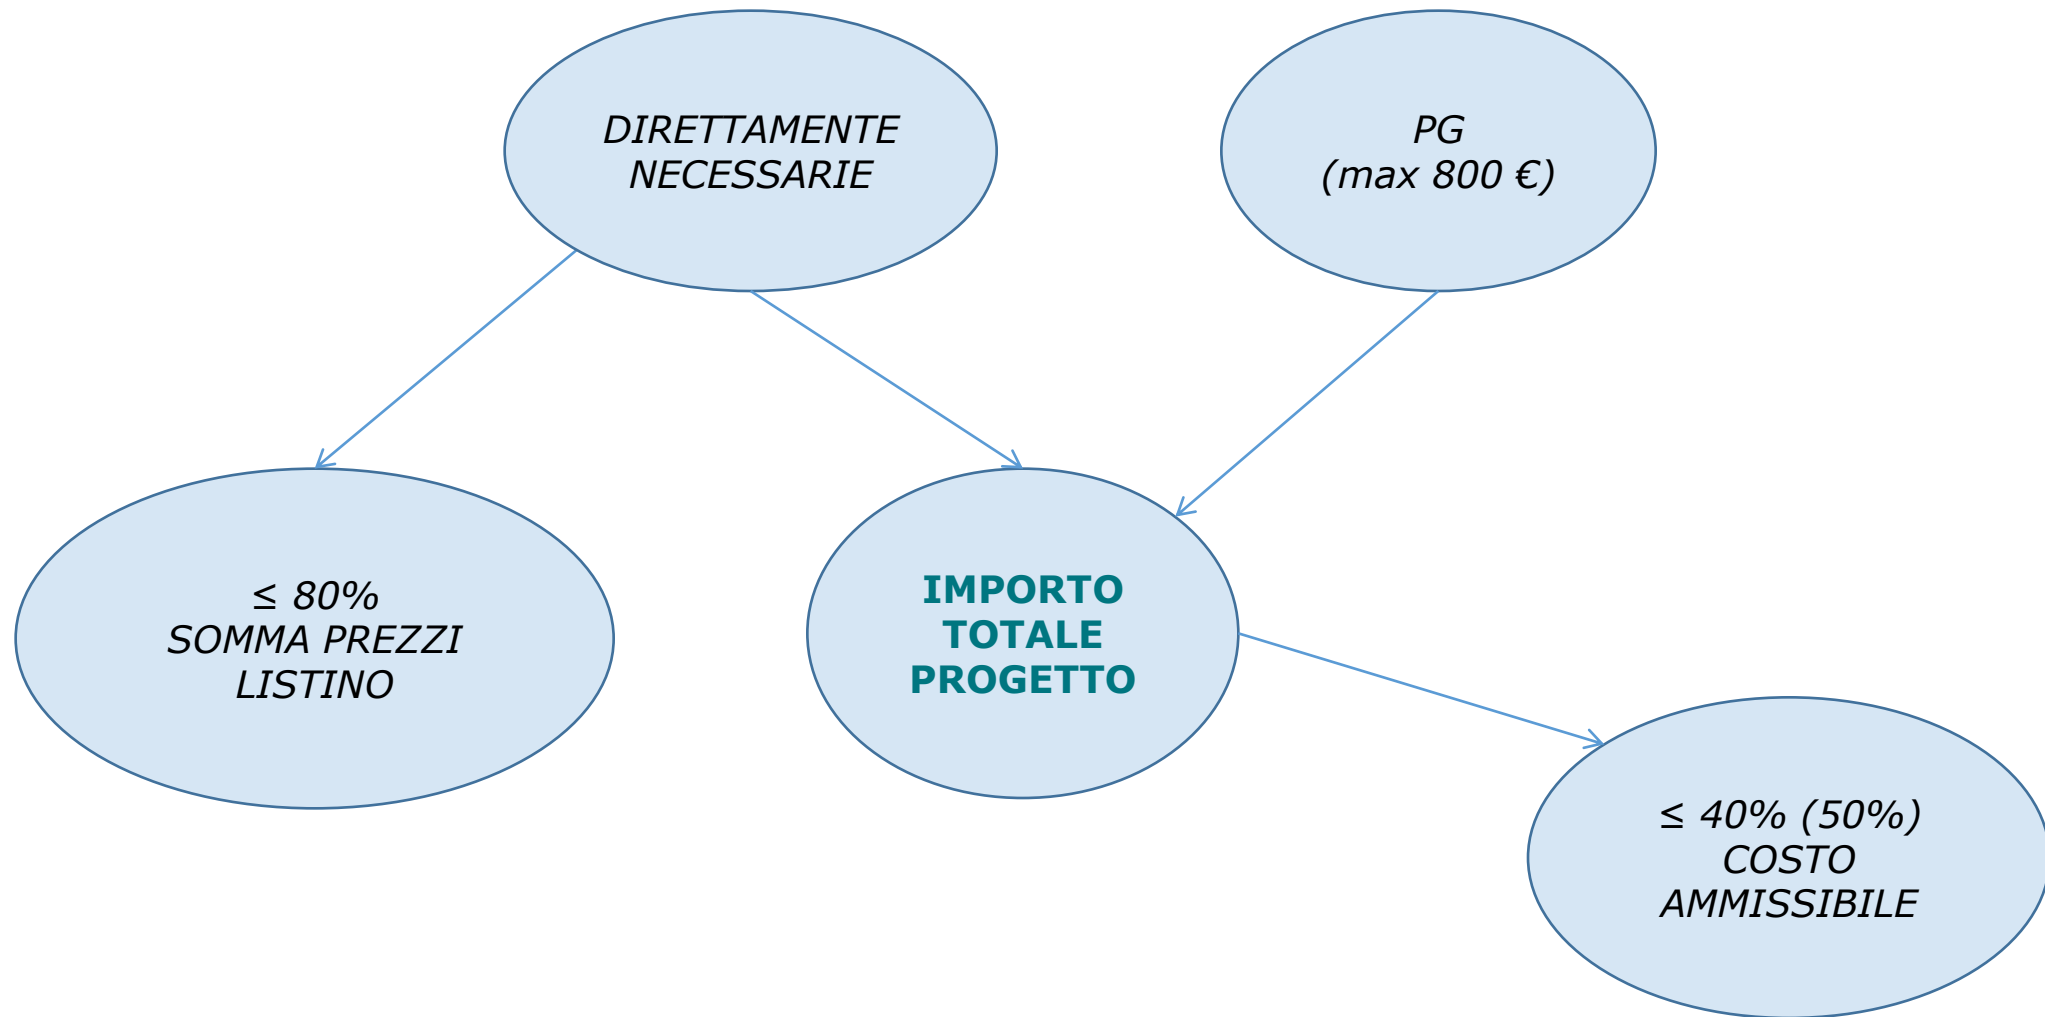 DIRETTAMENTE
NECESSARIE
PG
(max 800 €)
≤ 80%
SOMMA PREZZI
LISTINO
IMPORTO
TOTALE
PROGETTO
≤ 40% (50%)
COSTO
AMMISSIBILE